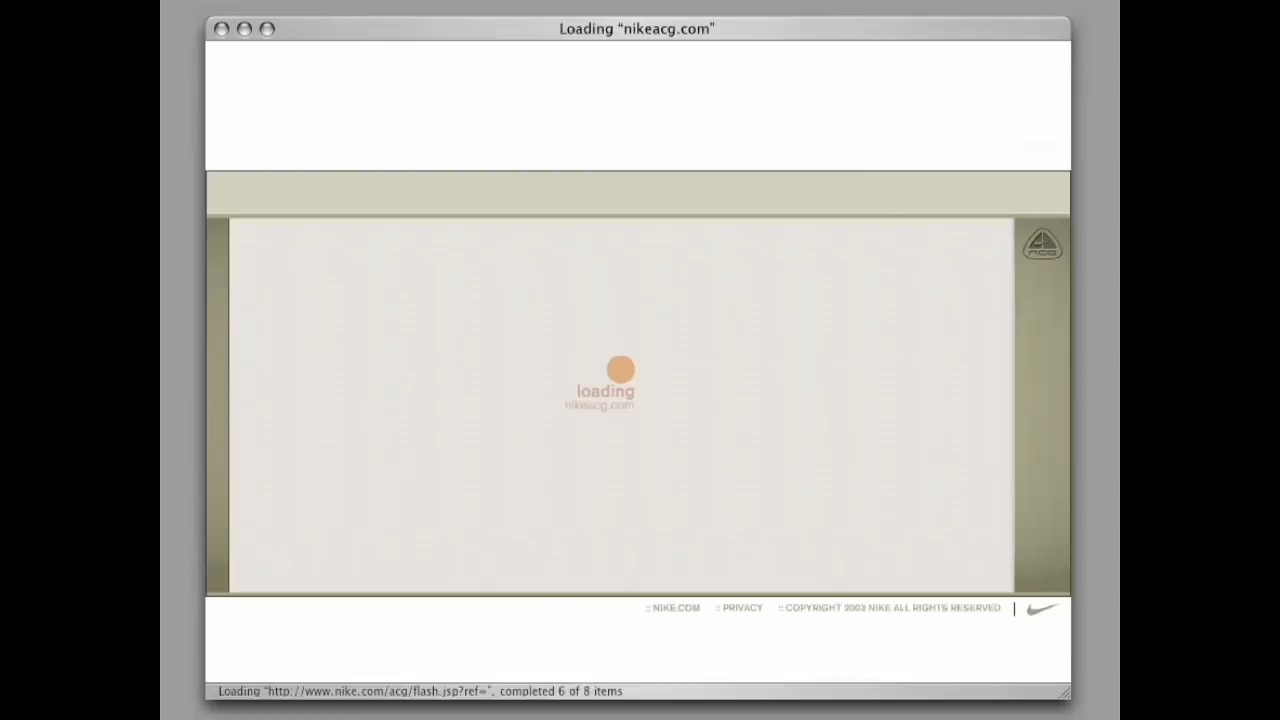 Loading “nikeacg.com”
ACG
loading
nikeacg.com
:: NIKE.COM :: PRIVACY :: COPYRIGHT 2003 NIKE ALL RIGHTS RESERVED |
Loading “http://www.nike.com/acg/flash.jsp?ref=”, completed 6 of 8 items